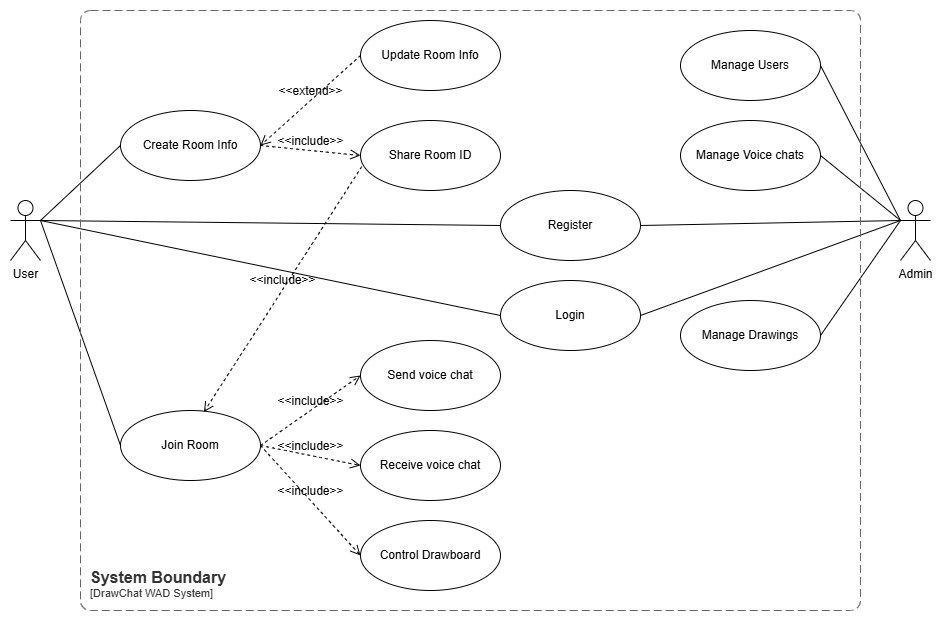 Update Room Info
Manage Users
<<extend>>
Create Room Info
<<include>>
Share Room ID
Manage Voice chats
Register
User
Admin
<<include>>
Login
Manage Drawings
Send voice chat
<<include>>
Join Room
<<include>>
Receive voice chat
<<include>>
Control Drawboard
System Boundary
[DrawChat WAD System]